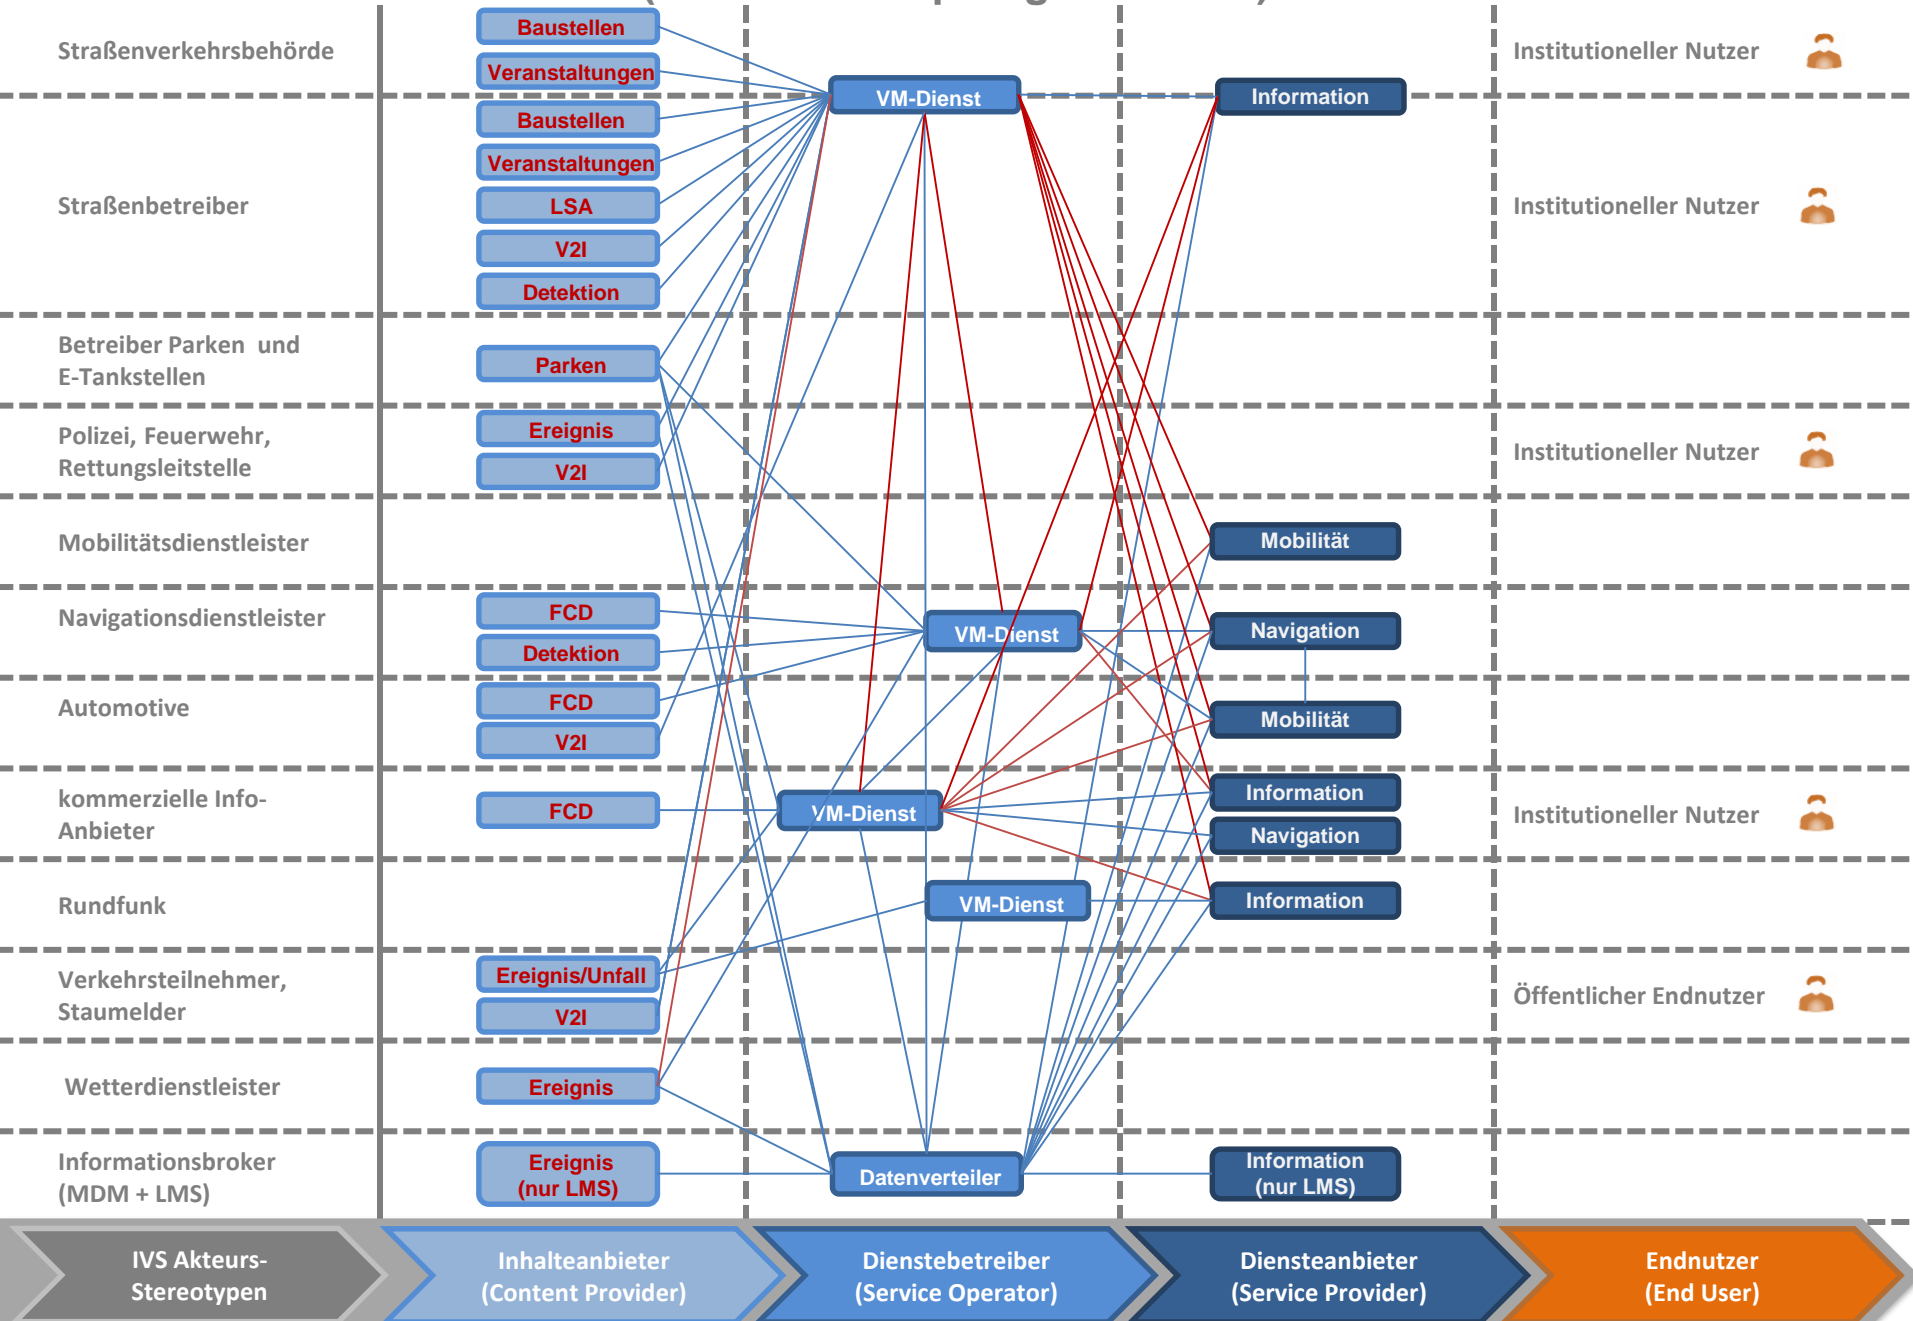 Straßenverkehrsbehörde
Baustellen
Veranstaltungen
VM-Dienst
Information
Institutioneller Nutzer
Straßenbetreiber
Baustellen
Veranstaltungen
LSA
V2I
Detektion
Institutioneller Nutzer
Betreiber Parken und
E-Tankstellen
Parken
Polizei, Feuerwehr,
Rettungsleitstelle
Ereignis
V2I
Institutioneller Nutzer
Mobilitätsdienstleister
Mobilität
Navigationsdienstleister
FCD
Detektion
VM-Dienst
Navigation
Automotive
FCD
V2I
Mobilität
kommerzielle Info-
Anbieter
FCD
VM-Dienst
Information
Navigation
Institutioneller Nutzer
Rundfunk
VM-Dienst
Information
Verkehrsteilnehmer,
Staumelder
Ereignis/Unfall
V2I
Öffentlicher Endnutzer
Wetterdienstleister
Ereignis
Informationsbroker
(MDM + LMS)
Ereignis
(nur LMS)
Datenverteiler
Information
(nur LMS)
IVS Akteurs-
Stereotypen
Inhalteanbieter
(Content Provider)
Dienstebetreiber
(Service Operator)
Diensteanbieter
(Service Provider)
Endnutzer
(End User)